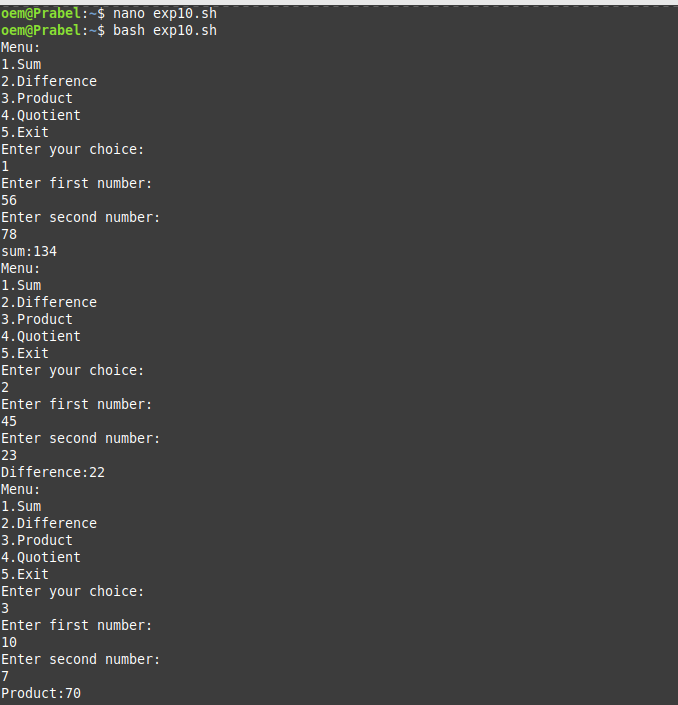 oem@Prabel:~$ nano exp10.sh
oem@Prabel:~$ bash exp10.sh
Menu:
1.Sum
2.Difference
3.Product
4.Quotient
5.Exit
Enter your choice:
1
Enter first number:
56
Enter second number:
78
sum:134
Menu:
1.Sum
2.Difference
3.Product
4.Quotient
5.Exit
Enter your choice:
2
Enter first number:
45
Enter second number:
23
Difference:22
Menu:
1.Sum
2.Difference
3.Product
4.Quotient
5.Exit
Enter your choice:
3
Enter first number:
10
Enter second number:
7
Product:70